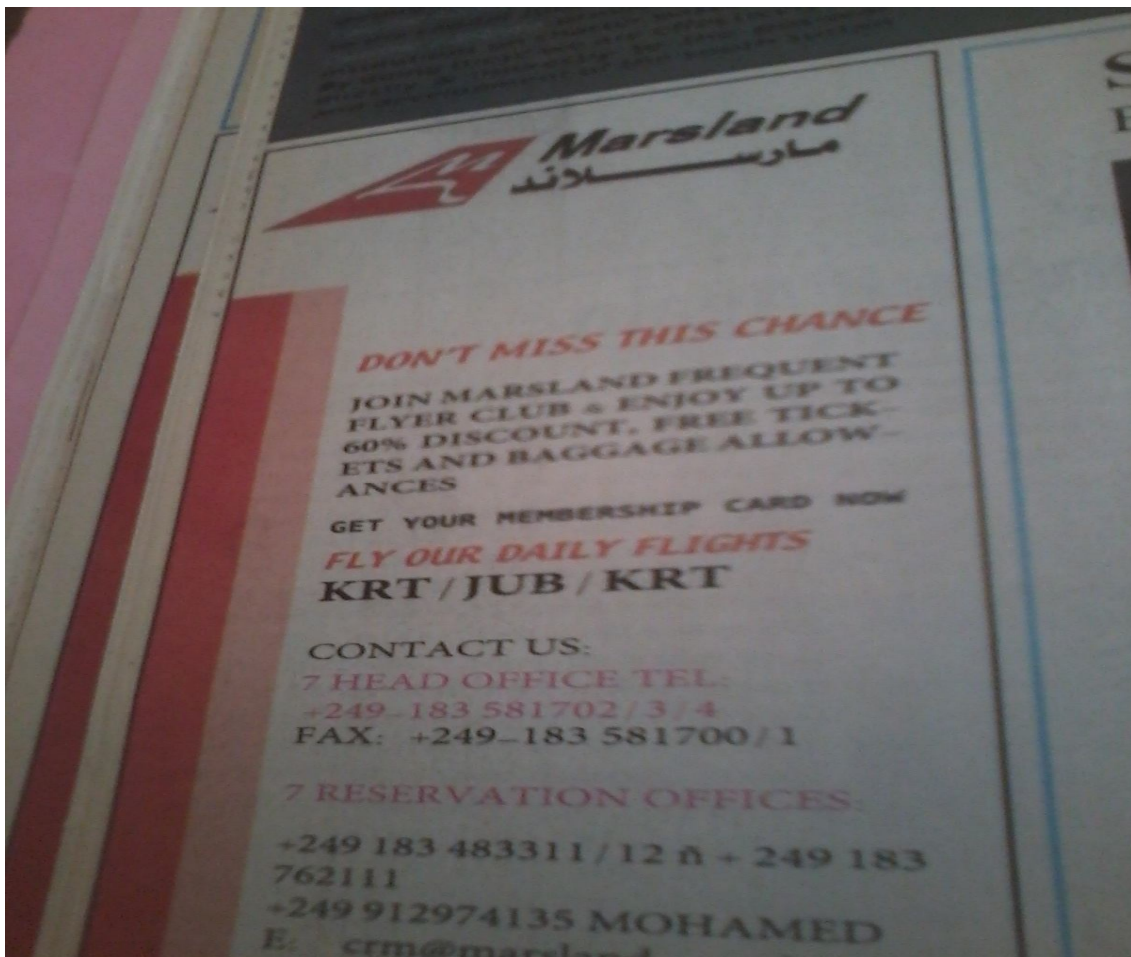 Marsland
مارسلاند
DON'T MISS THIS CHANCE
JOIN MARSLAND FREQUENT
FLYER CLUB & ENJOY UP TO
60% DISCOUNT, FREE TICK-
ETS AND BAGGAGE ALLOW-
ANCES
GET YOUR MEMBERSHIP CARD NOW
FLY OUR DAILY FLIGHTS
KRT / JUB / KRT
CONTACT US:
7 HEAD OFFICE TEL:
+249-183 581702 / 3 / 4
FAX: +249-183 581700 / 1
7 RESERVATION OFFICES:
+249 183 483311 / 12 ñ + 249 183
762111
+249 912974135 MOHAMED
E: crm@marsland